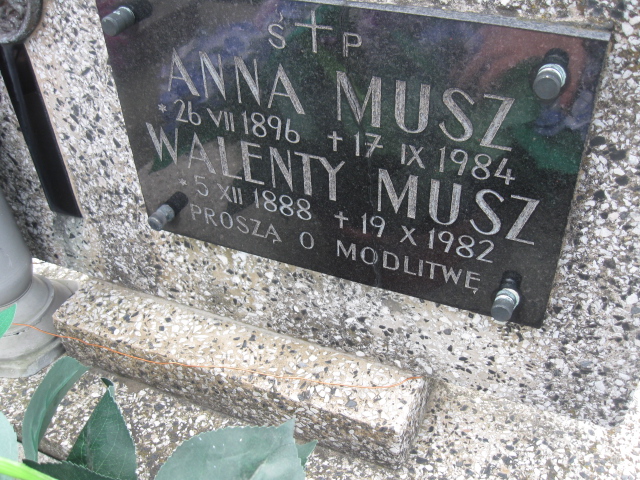 Ś + P
ANNA MUSZ
* 26 VII 1896 + 17 IX 1984
WALENTY MUSZ
* 5 XII 1888 + 19 X 1982
PROSZĄ O MODLITWĘ